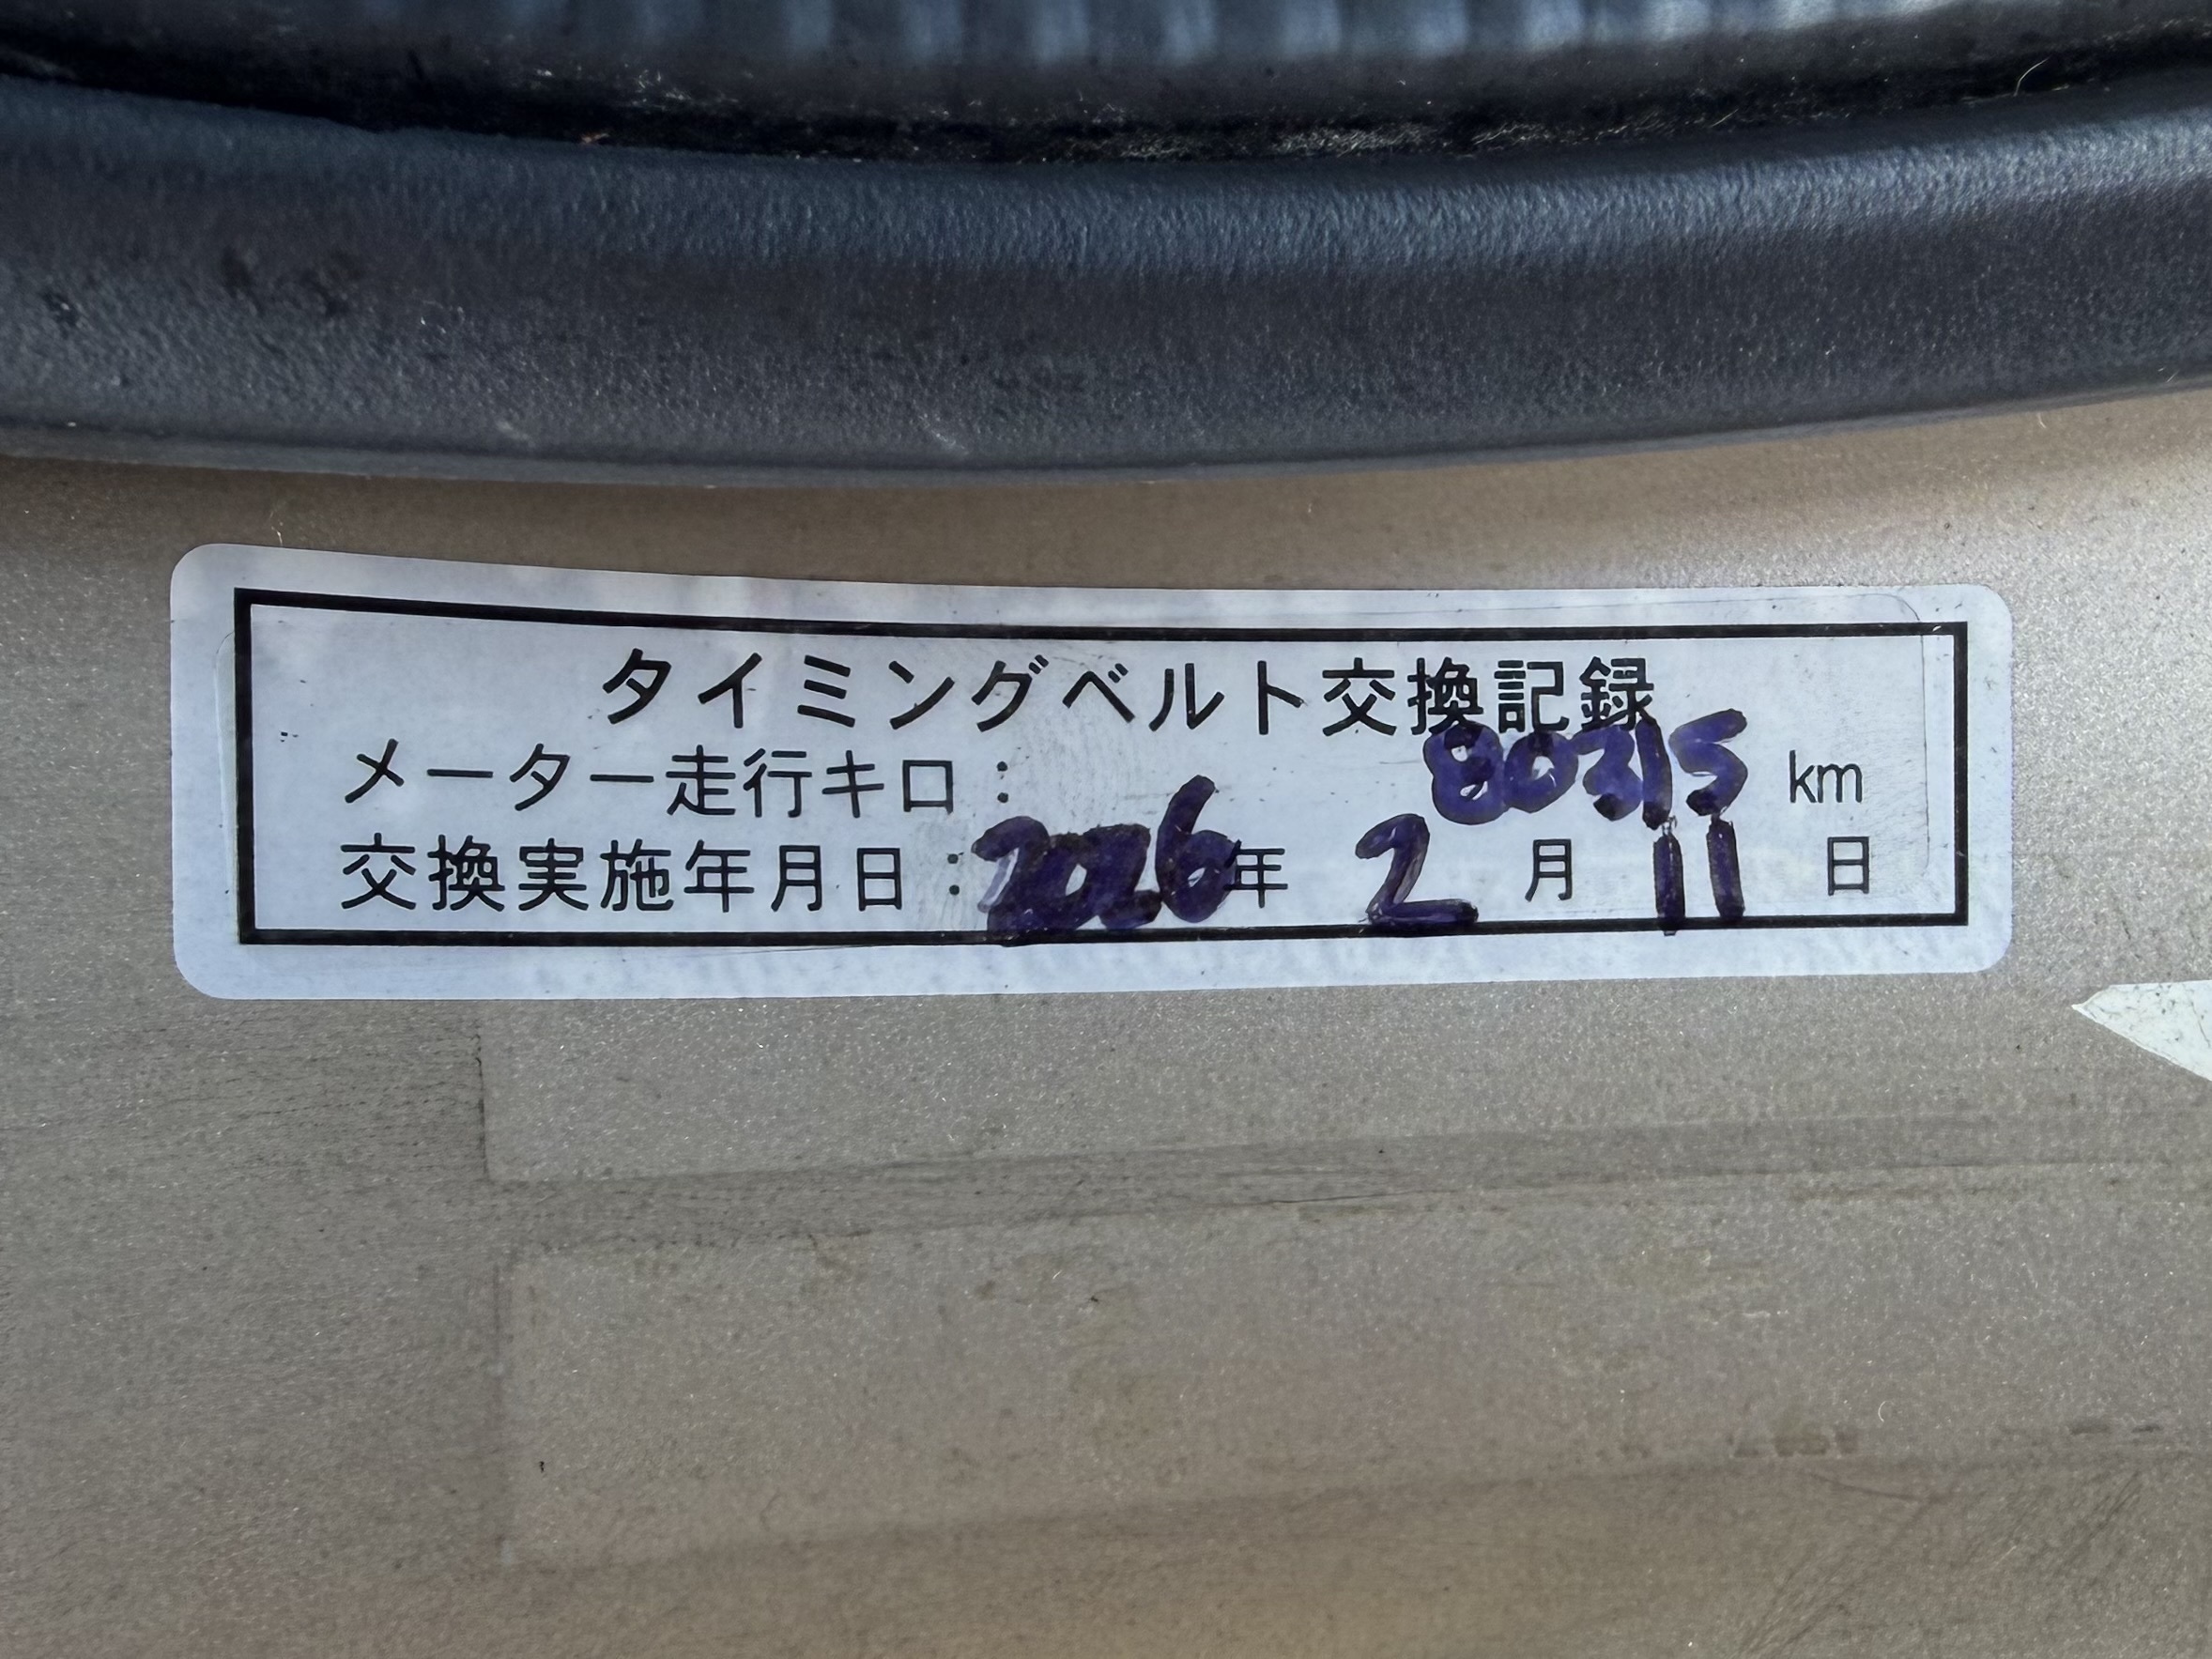 タイミングベルト交換記録
メーター走行キロ： 80315 km
交換実施年月日：2026年 2月 11日